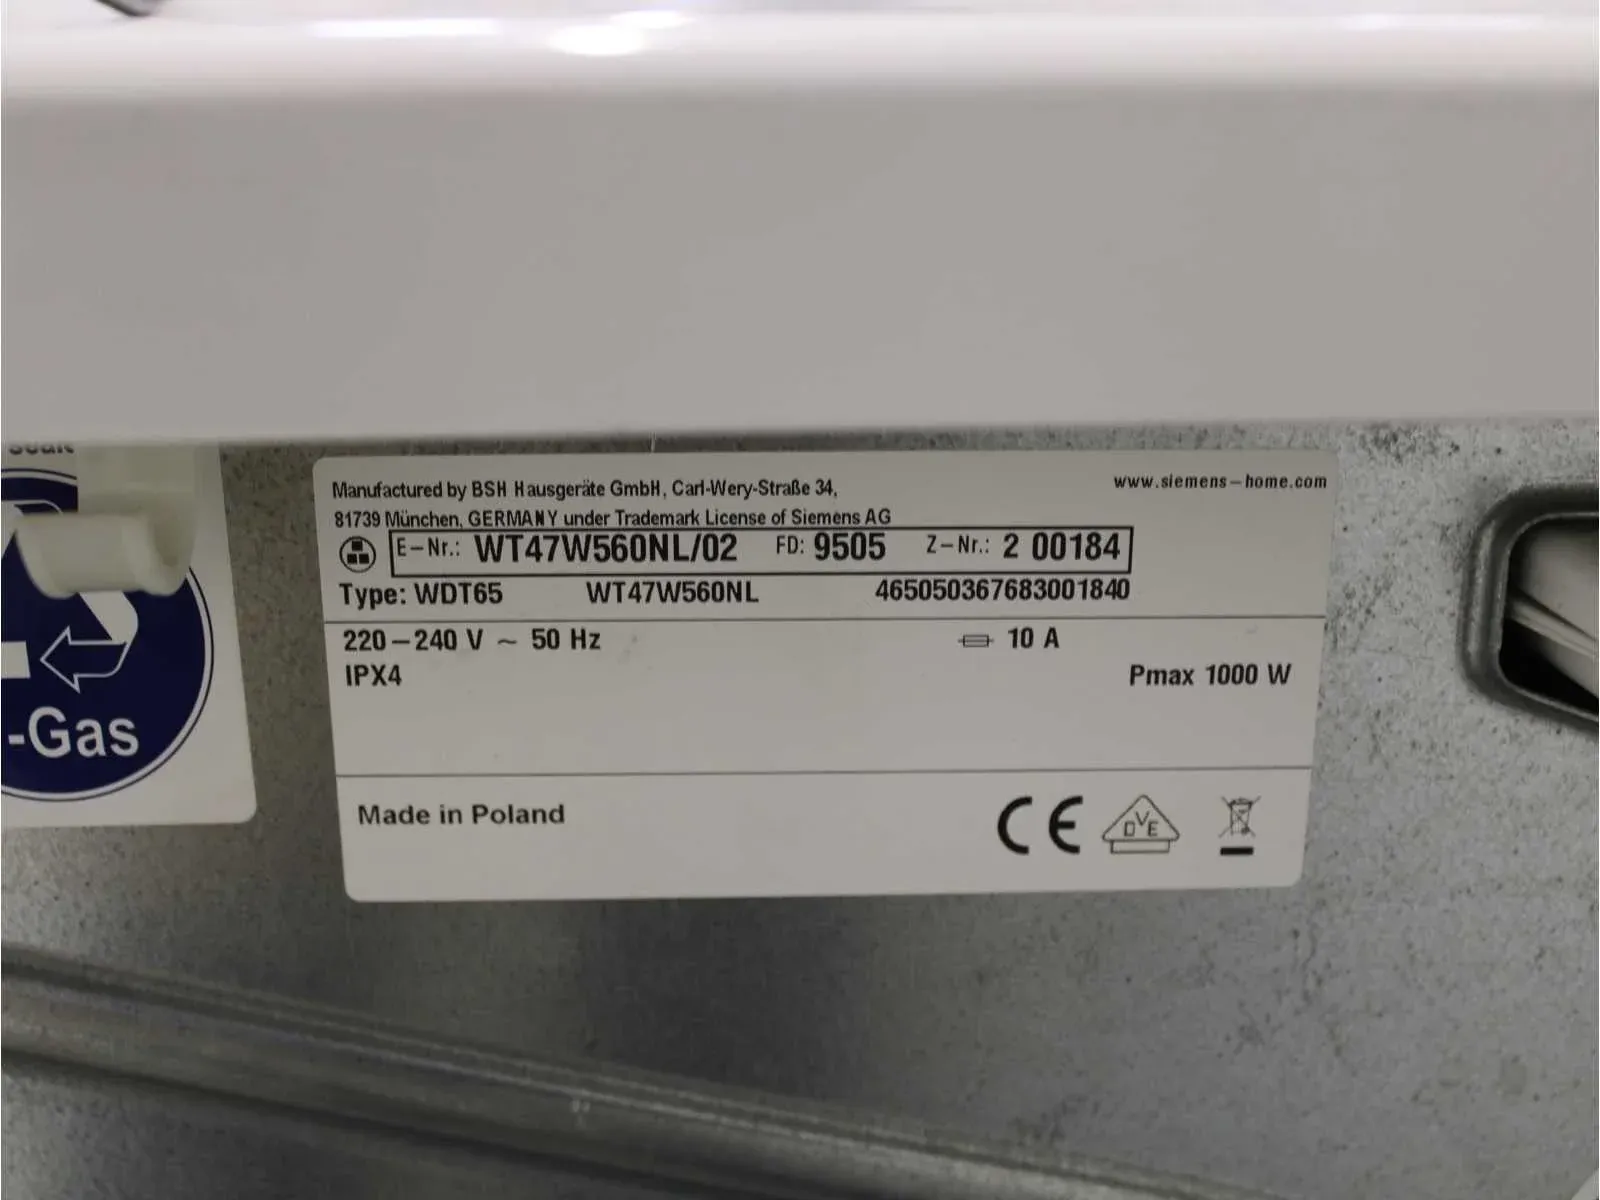 Manufactured by BSH Hausgeräte GmbH, Carl-Wery-Straße 34,
81739 München, GERMANY under Trademark License of Siemens AG
www.siemens-home.com
E-Nr.: WT47W560NL/02 FD: 9505 Z-Nr.: 2 00184
Type: WDT65 WT47W560NL 465050367683001840
220-240 V ~ 50 Hz 10 A
IPX4 Pmax 1000 W
Made in Poland
CE DVE
-Gas